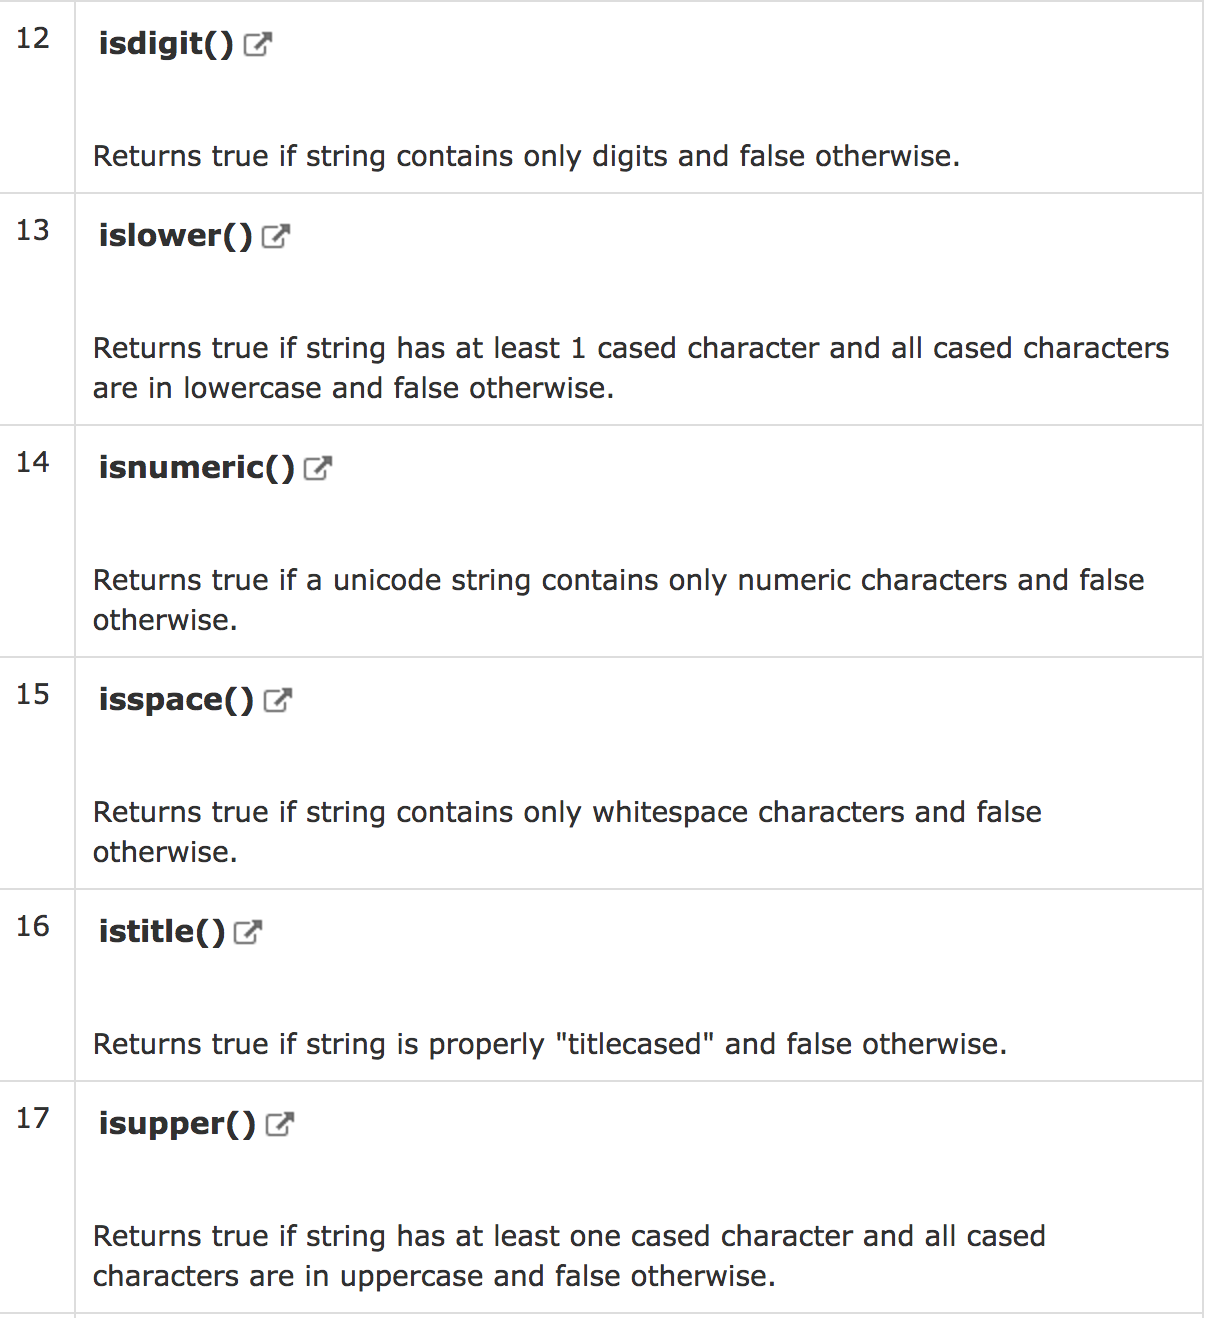 12
isdigit()
Returns true if string contains only digits and false otherwise.
13
islower()
Returns true if string has at least 1 cased character and all cased characters
are in lowercase and false otherwise.
14
isnumeric()
Returns true if a unicode string contains only numeric characters and false
otherwise.
15
isspace()
Returns true if string contains only whitespace characters and false
otherwise.
16
istitle()
Returns true if string is properly "titlecased" and false otherwise.
17
isupper()
Returns true if string has at least one cased character and all cased
characters are in uppercase and false otherwise.